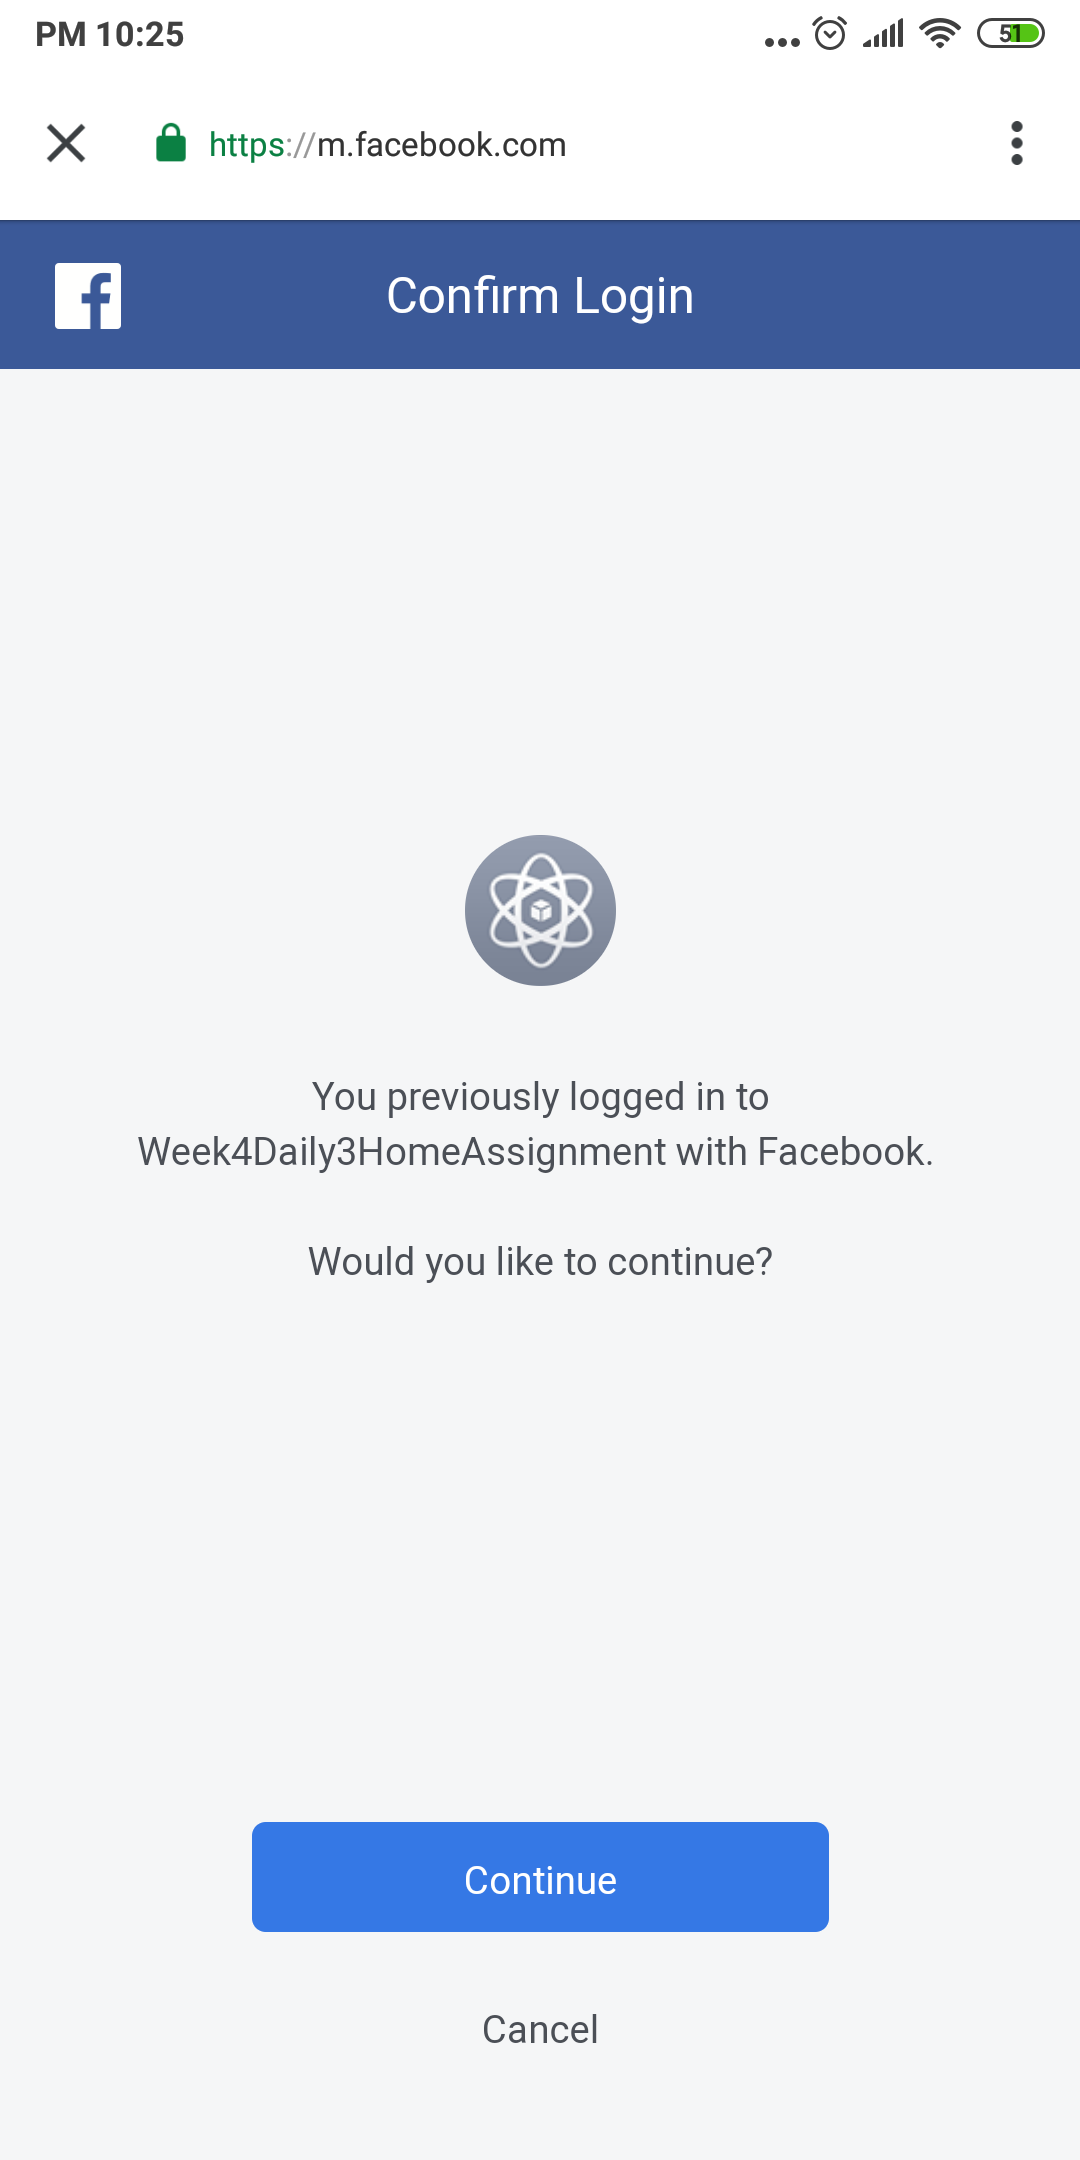 PM 10:25
51
https://m.facebook.com
Confirm Login
You previously logged in to
Week4Daily3HomeAssignment with Facebook.
Would you like to continue?
Continue
Cancel